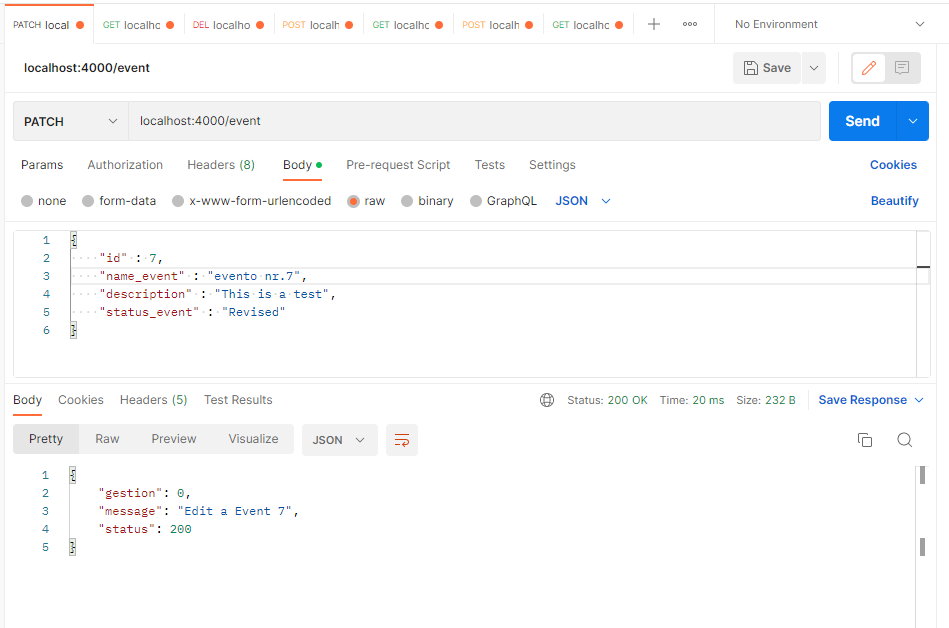 PATCH local GET localhc DEL localho POST localh GET localhc POST localh GET localhc No Environment
localhost:4000/event Save
PATCH localhost:4000/event Send
Params Authorization Headers (8) Body Pre-request Script Tests Settings Cookies
none form-data x-www-form-urlencoded raw binary GraphQL JSON Beautify
1 {
2 "id" : 7,
3 "name_event" : "evento nr.7",
4 "description" : "This is a test",
5 "status_event" : "Revised"
6 }
Body Cookies Headers (5) Test Results Status: 200 OK Time: 20 ms Size: 232 B Save Response
Pretty Raw Preview Visualize JSON
1 {
2 "gestion": 0,
3 "message": "Edit a Event 7",
4 "status": 200
5 }